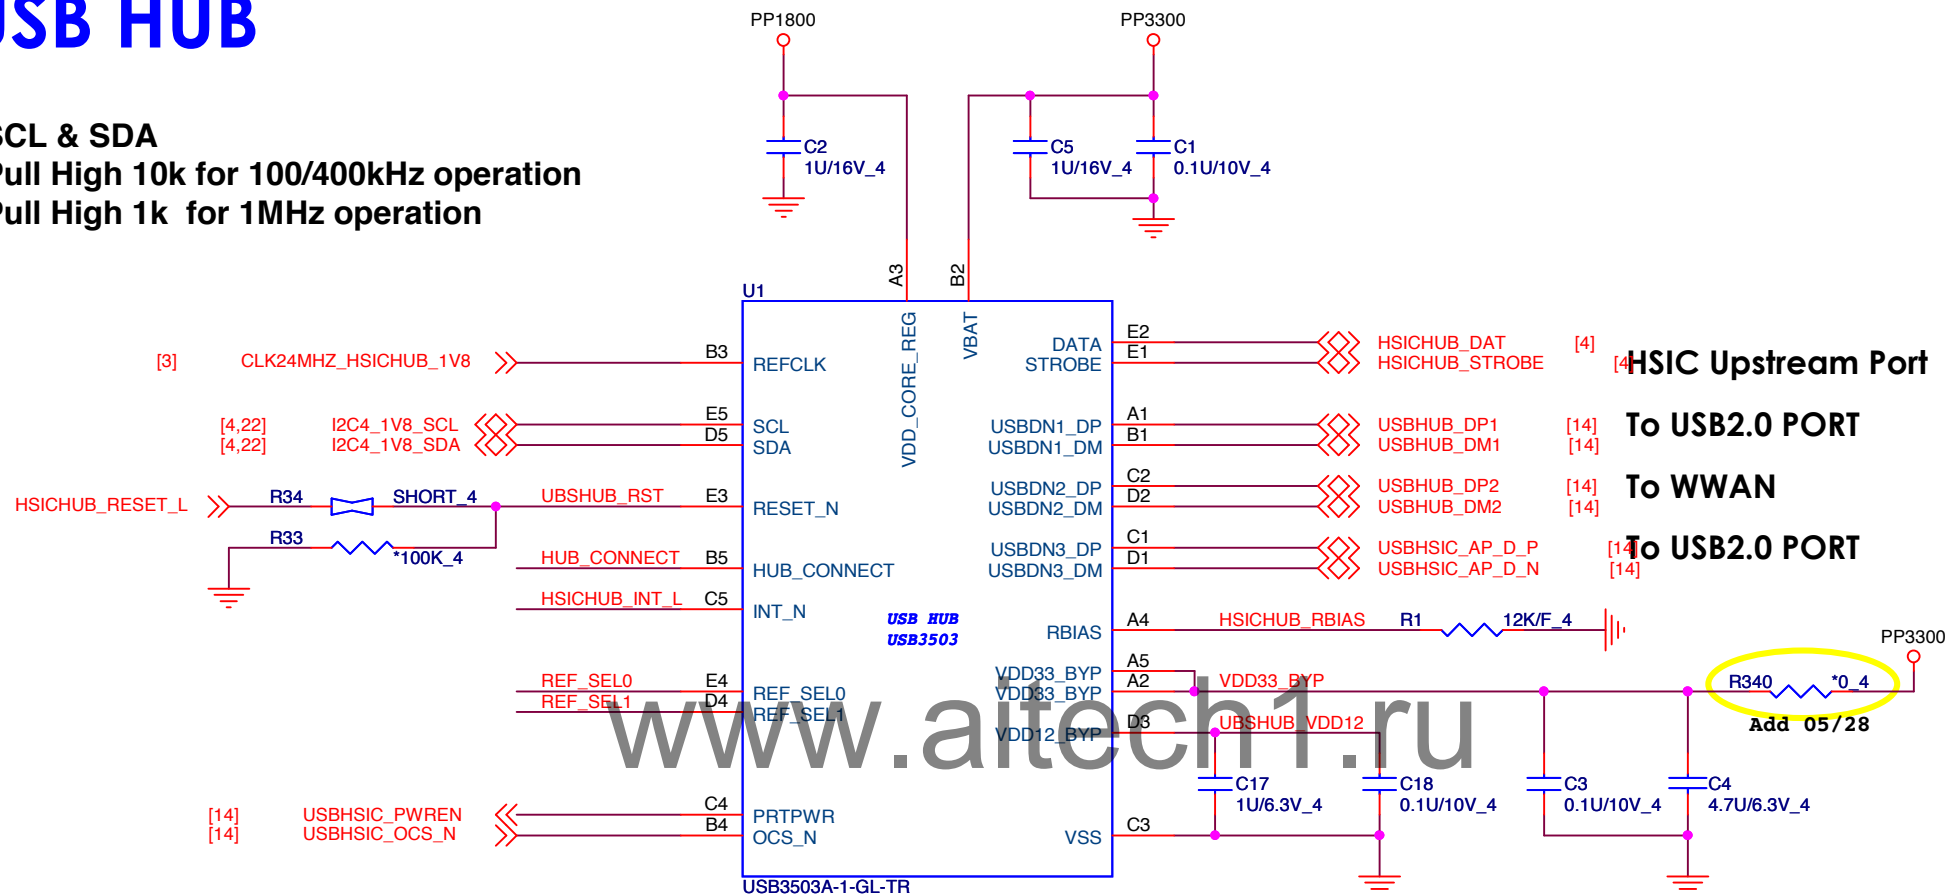 USB HUB
PP1800
PP3300
SCL & SDA
Pull High 10k for 100/400kHz operation
Pull High 1k for 1MHz operation
C2
1U/16V_4
C5
1U/16V_4
C1
0.1U/10V_4
A3
B2
U1
VDD_CORE_REG
VBAT
[3] CLK24MHZ_HSICHUB_1V8 B3 REFCLK
[4,22] I2C4_1V8_SCL E5 SCL
[4,22] I2C4_1V8_SDA D5 SDA
HSICHUB_RESET_L R34 SHORT_4 UBSHUB_RST E3 RESET_N
R33 *100K_4
HUB_CONNECT B5 HUB_CONNECT
HSICHUB_INT_L C5 INT_N
REF_SEL0 E4 REF_SEL0
REF_SEL1 D4 REF_SEL1
[14] USBHSIC_PWREN C4 PRTPWR
[14] USBHSIC_OCS_N B4 OCS_N
USB HUB
USB3503
DATA E2 HSICHUB_DAT [4]
STROBE E1 HSICHUB_STROBE [4]
HSIC Upstream Port
USBDN1_DP A1 USBHUB_DP1 [14]
USBDN1_DM B1 USBHUB_DM1 [14]
To USB2.0 PORT
USBDN2_DP C2 USBHUB_DP2 [14]
USBDN2_DM D2 USBHUB_DM2 [14]
To WWAN
USBDN3_DP C1 USBHSIC_AP_D_P [14]
USBDN3_DM D1 USBHSIC_AP_D_N [14]
To USB2.0 PORT
RBIAS A4 HSICHUB_RBIAS R1 12K/F_4
PP3300
VDD33_BYP A5
VDD33_BYP A2 VDD33_BYP R340 *0_4
Add 05/28
VDD12_BYP D3 UBSHUB_VDD12
C17
1U/6.3V_4
C18
0.1U/10V_4
C3
0.1U/10V_4
C4
4.7U/6.3V_4
VSS C3
USB3503A-1-GL-TR
www.aitech1.ru